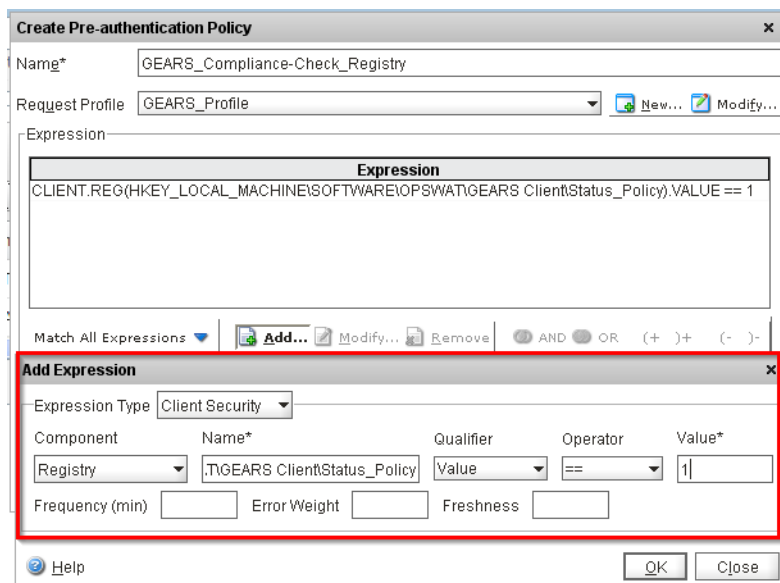 Create Pre-authentication Policy
Name* GEARS_Compliance-Check_Registry
Request Profile GEARS_Profile New... Modify...
Expression
Expression
CLIENT.REG(HKEY_LOCAL_MACHINE\SOFTWARE\OPSWAT\GEARS Client\Status_Policy).VALUE == 1
Match All Expressions Add... Modify... Remove AND OR (+ )+ (- )-
Add Expression
Expression Type Client Security
Component Name* Qualifier Operator Value*
Registry .T\GEARS Client\Status_Policy Value == 1
Frequency (min) Error Weight Freshness
Help OK Close